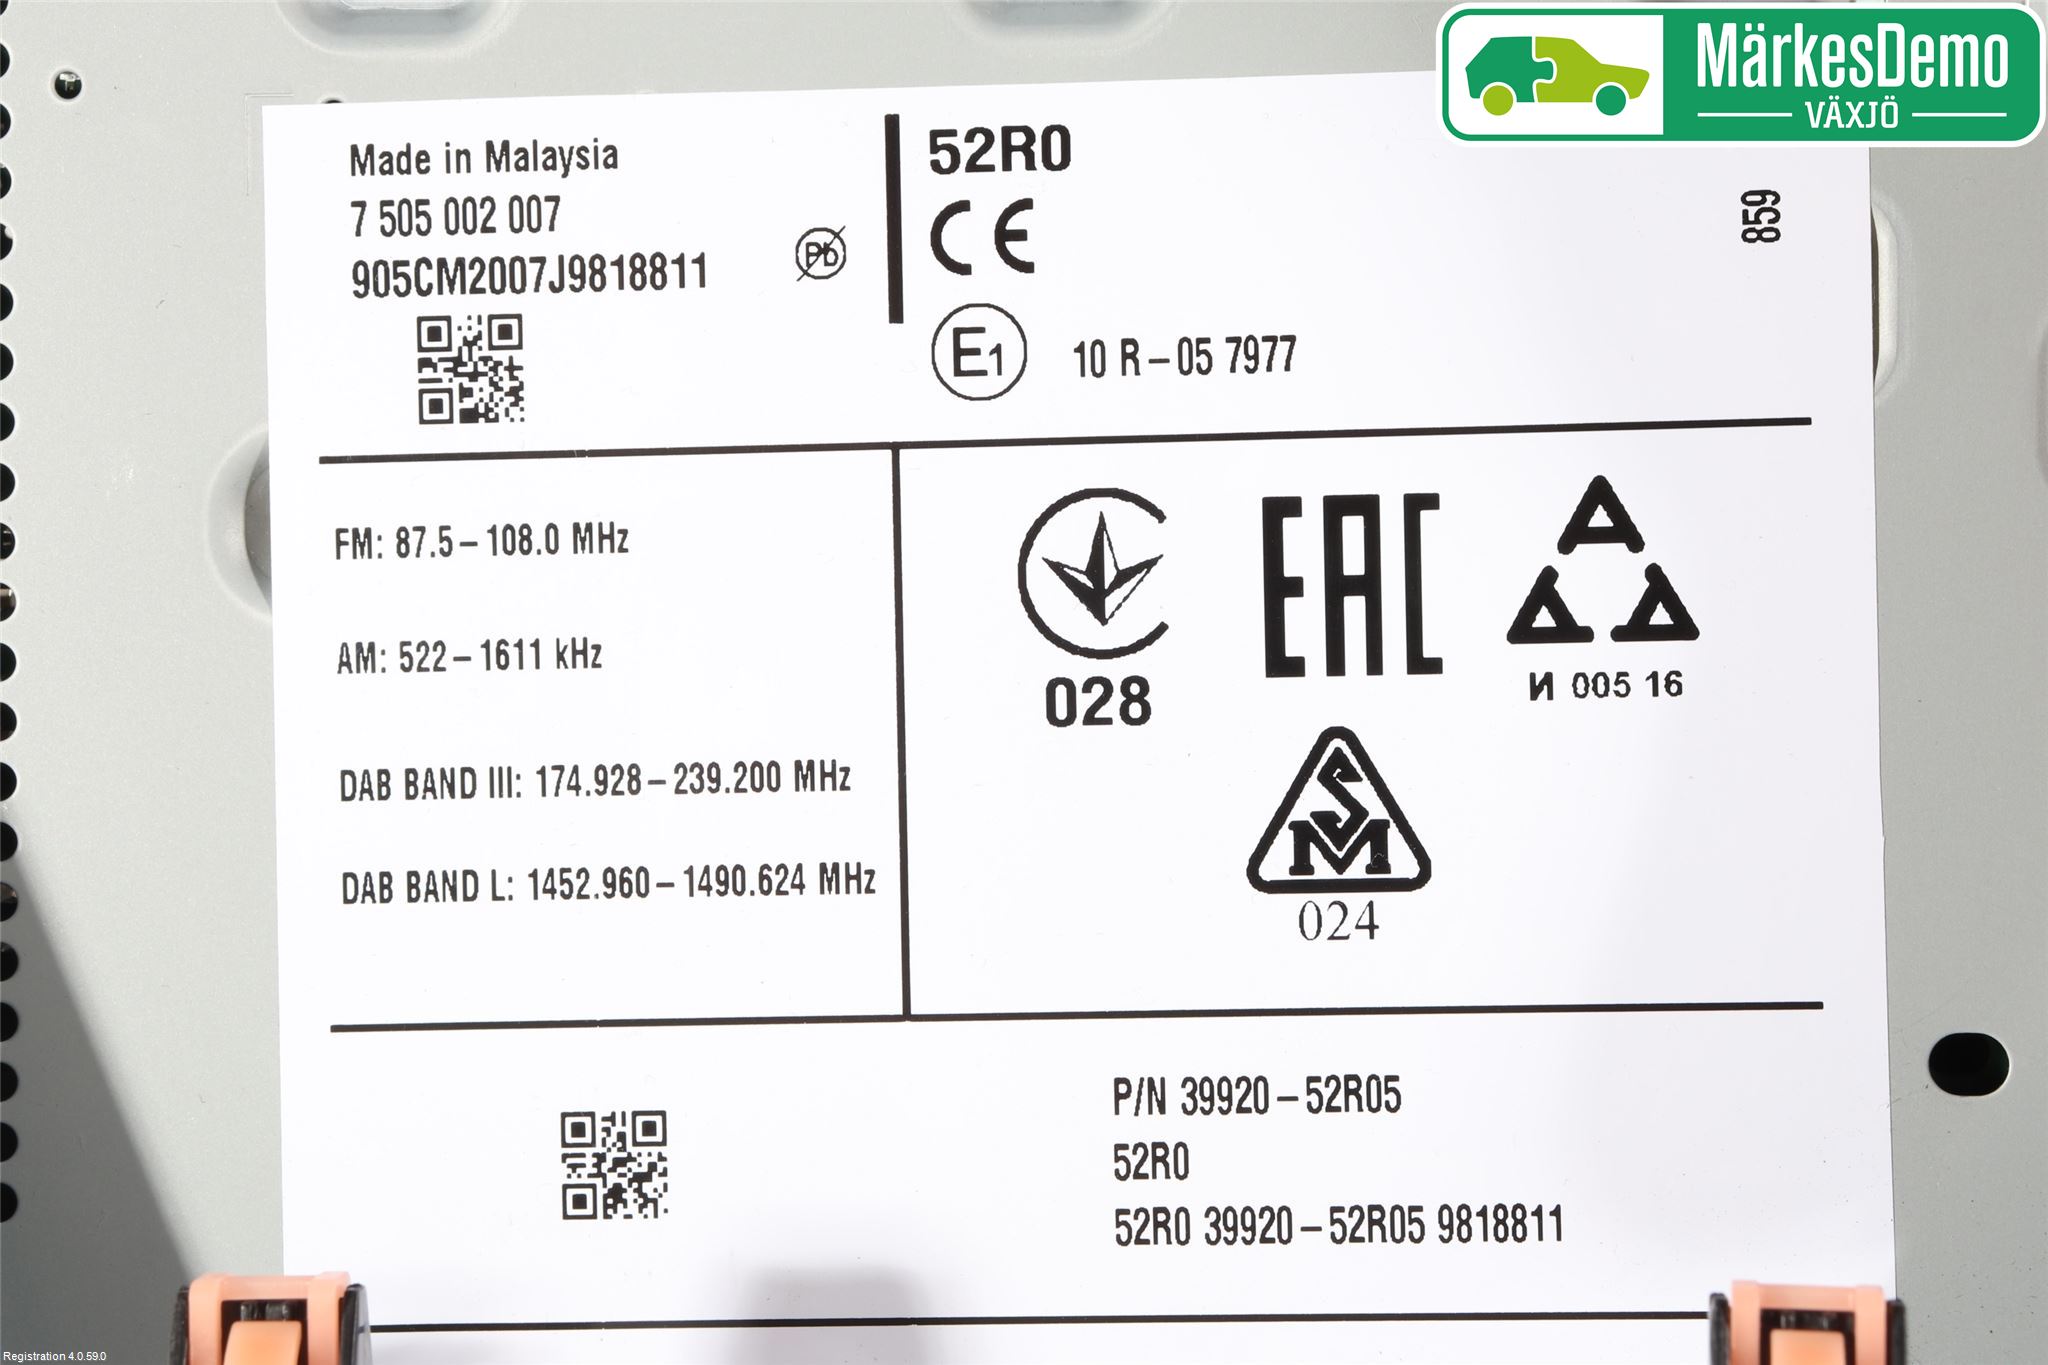 MärkesDemo
VÄXJÖ
Made in Malaysia
7 505 002 007
905CM2007J9818811
Pb
52R0
CE
E1 10 R–05 7977
859
FM: 87.5–108.0 MHz
AM: 522–1611 kHz
DAB BAND III: 174.928–239.200 MHz
DAB BAND L: 1452.960–1490.624 MHz
028
EAC
И 005 16
SM
024
P/N 39920–52R05
52R0
52R0 39920–52R05 9818811
Registration 4.0.59.0